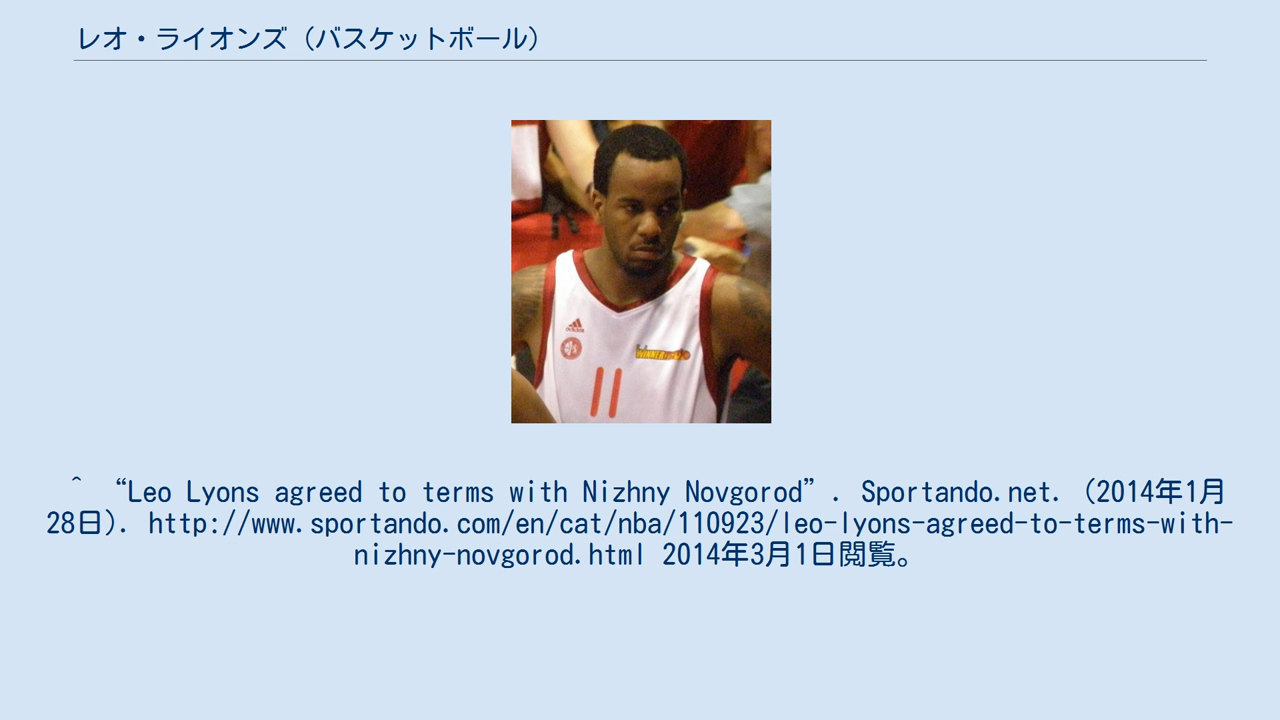 レオ・ライオンズ（バスケットボール）
adidas
WINNER
11
^ “Leo Lyons agreed to terms with Nizhny Novgorod”. Sportando.net. (2014年1月
28日). http://www.sportando.com/en/cat/nba/110923/leo-lyons-agreed-to-terms-with-
nizhny-novgorod.html 2014年3月1日閲覧。